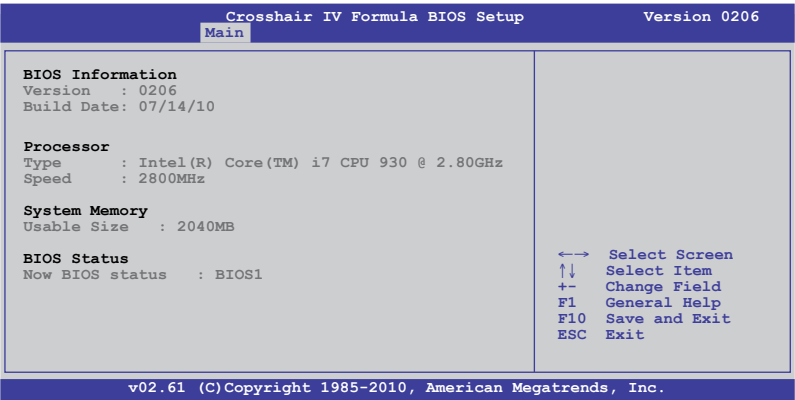 Crosshair IV Formula BIOS Setup Version 0206
Main
BIOS Information
Version : 0206
Build Date: 07/14/10
Processor
Type : Intel(R) Core(TM) i7 CPU 930 @ 2.80GHz
Speed : 2800MHz
System Memory
Usable Size : 2040MB
BIOS Status
Now BIOS status : BIOS1
←→ Select Screen
↑↓ Select Item
+- Change Field
F1 General Help
F10 Save and Exit
ESC Exit
v02.61 (C)Copyright 1985-2010, American Megatrends, Inc.